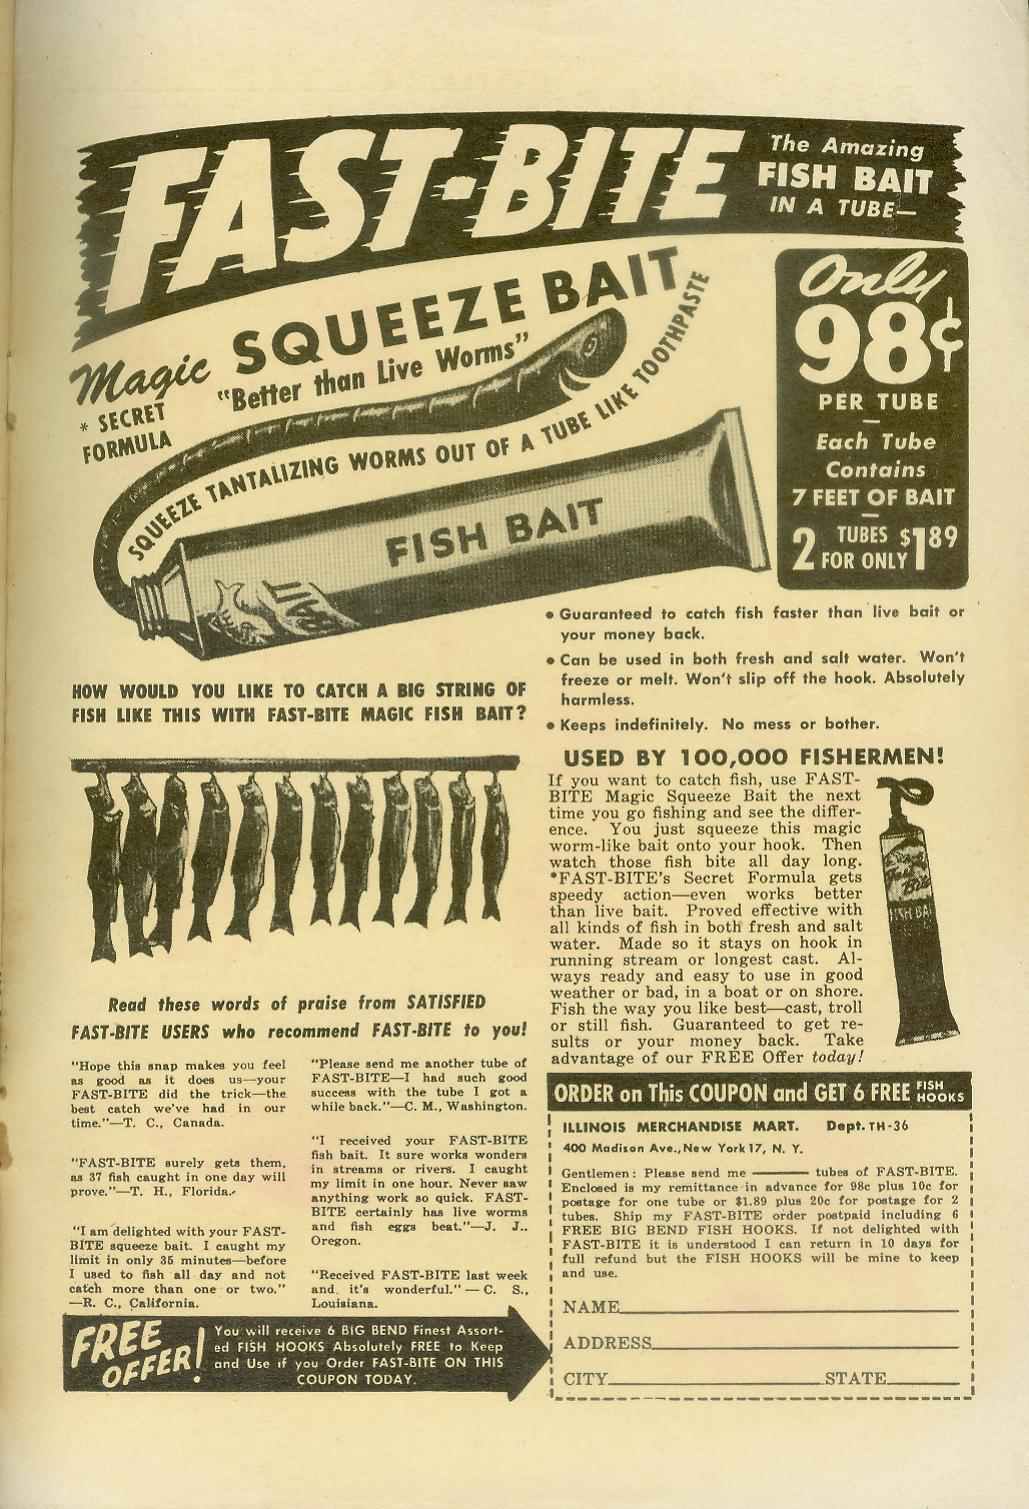 FAST-BITE
The Amazing
FISH BAIT
IN A TUBE—
Magic SQUEEZE BAIT
"Better than Live Worms"
* SECRET
FORMULA
SQUEEZE TANTALIZING WORMS OUT OF A TUBE LIKE TOOTHPASTE
FISH BAIT
BAIT
Only
98¢
PER TUBE
—
Each Tube
Contains
7 FEET OF BAIT
—
2 TUBES $1.89
FOR ONLY
• Guaranteed to catch fish faster than live bait or
your money back.
• Can be used in both fresh and salt water. Won't
freeze or melt. Won't slip off the hook. Absolutely
harmless.
• Keeps indefinitely. No mess or bother.
HOW WOULD YOU LIKE TO CATCH A BIG STRING OF
FISH LIKE THIS WITH FAST-BITE MAGIC FISH BAIT?
USED BY 100,000 FISHERMEN!
If you want to catch fish, use FAST-
BITE Magic Squeeze Bait the next
time you go fishing and see the differ-
ence. You just squeeze this magic
worm-like bait onto your hook. Then
watch those fish bite all day long.
*FAST-BITE's Secret Formula gets
speedy action—even works better
than live bait. Proved effective with
all kinds of fish in both fresh and salt
water. Made so it stays on hook in
running stream or longest cast. Al-
ways ready and easy to use in good
weather or bad, in a boat or on shore.
Fish the way you like best—cast, troll
or still fish. Guaranteed to get re-
sults or your money back. Take
advantage of our FREE Offer today!
Fast
Bite
FISH BAI
Read these words of praise from SATISFIED
FAST-BITE USERS who recommend FAST-BITE to you!
"Hope this snap makes you feel
as good as it does us—your
FAST-BITE did the trick—the
best catch we've had in our
time."—T. C., Canada.
"FAST-BITE surely gets them,
as 37 fish caught in one day will
prove."—T. H., Florida.
"I am delighted with your FAST-
BITE squeeze bait. I caught my
limit in only 35 minutes—before
I used to fish all day and not
catch more than one or two."
—R. C., California.
"Please send me another tube of
FAST-BITE—I had such good
success with the tube I got a
while back."—C. M., Washington.
"I received your FAST-BITE
fish bait. It sure works wonders
in streams or rivers. I caught
my limit in one hour. Never saw
anything work so quick. FAST-
BITE certainly has live worms
and fish eggs beat."—J. J..
Oregon.
"Received FAST-BITE last week
and it's wonderful." — C. S.,
Louisiana.
FREE
OFFER!
You will receive 6 BIG BEND Finest Assort-
ed FISH HOOKS Absolutely FREE to Keep
and Use if you Order FAST-BITE ON THIS
COUPON TODAY.
ORDER on This COUPON and GET 6 FREE FISH HOOKS
ILLINOIS MERCHANDISE MART. Dept. TH-36
400 Madison Ave., New York 17, N. Y.
Gentlemen: Please send me ——— tubes of FAST-BITE.
Enclosed is my remittance in advance for 98c plus 10c for
postage for one tube or $1.89 plus 20c for postage for 2
tubes. Ship my FAST-BITE order postpaid including 6
FREE BIG BEND FISH HOOKS. If not delighted with
FAST-BITE it is understood I can return in 10 days for
full refund but the FISH HOOKS will be mine to keep
and use.
NAME
ADDRESS
CITY STATE